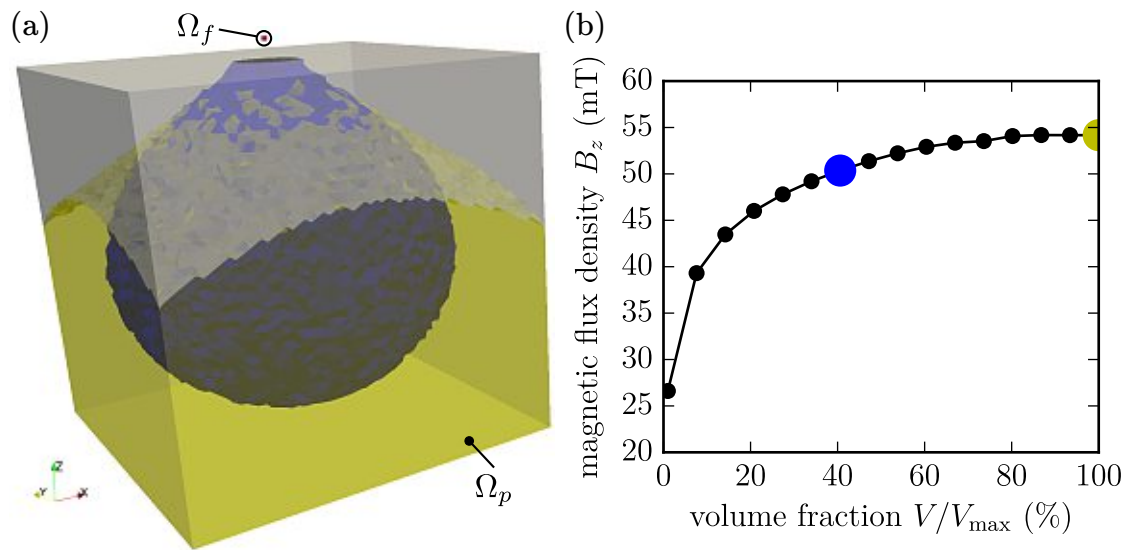 (a)
Ω_f
Ω_p
Z
Y
X
(b)
magnetic flux density B_z (mT)
60
55
50
45
40
35
30
25
20
0 20 40 60 80 100
volume fraction V/V_max (%)